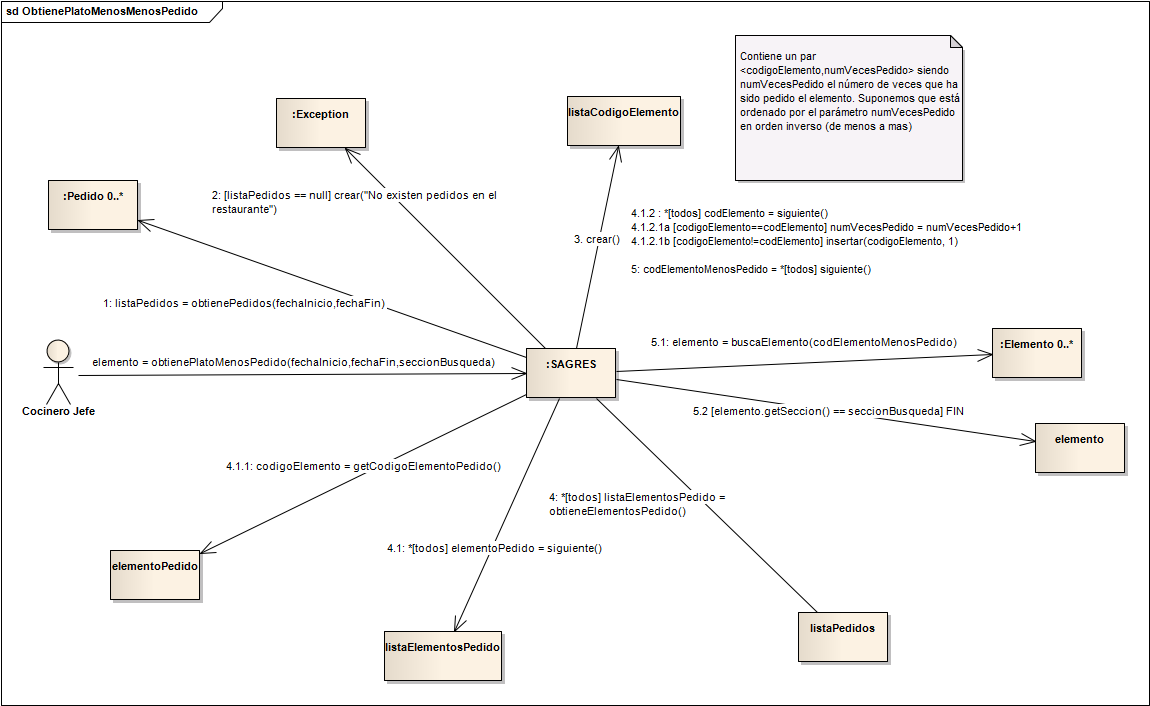 sd ObtienePlatoMenosMenosPedido
Contiene un par
<codigoElemento,numVecesPedido> siendo
numVecesPedido el número de veces que ha
sido pedido el elemento. Suponemos que está
ordenado por el parámetro numVecesPedido
en orden inverso (de menos a mas)
:Exception
listaCodigoElemento
:Pedido 0..*
2: [listaPedidos == null] crear("No existen pedidos en el
restaurante")
4.1.2 : *[todos] codElemento = siguiente()
4.1.2.1a [codigoElemento==codElemento] numVecesPedido = numVecesPedido+1
4.1.2.1b [codigoElemento!=codElemento] insertar(codigoElemento, 1)
3. crear()
5: codElementoMenosPedido = *[todos] siguiente()
1: listaPedidos = obtienePedidos(fechaInicio,fechaFin)
5.1: elemento = buscaElemento(codElementoMenosPedido)
:Elemento 0..*
elemento = obtienePlatoMenosPedido(fechaInicio,fechaFin,seccionBusqueda)
:SAGRES
Cocinero Jefe
5.2 [elemento.getSeccion() == seccionBusqueda] FIN
elemento
4.1.1: codigoElemento = getCodigoElementoPedido()
4: *[todos] listaElementosPedido =
obtieneElementosPedido()
4.1: *[todos] elementoPedido = siguiente()
elementoPedido
listaPedidos
listaElementosPedido